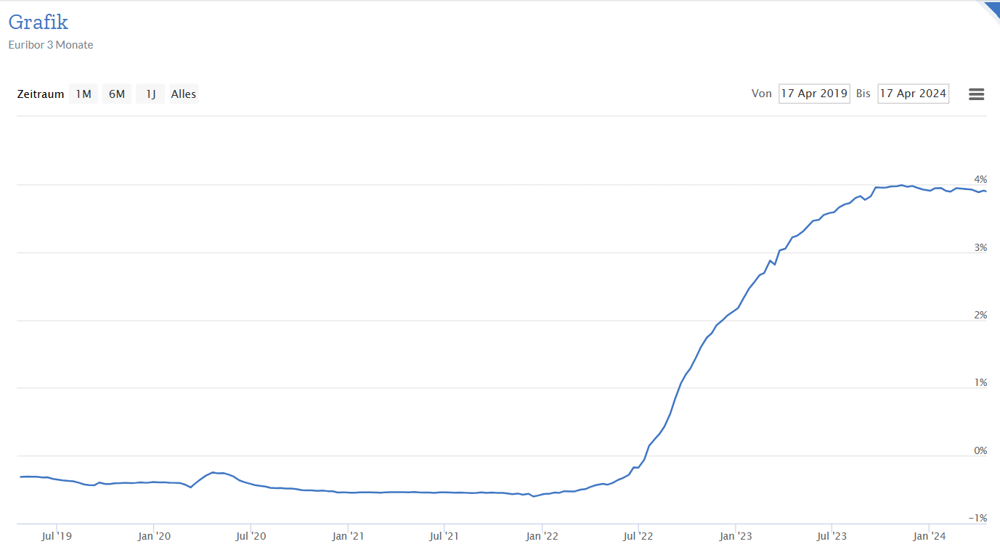 Grafik
Euribor 3 Monate
Zeitraum 1M 6M 1J Alles Von 17 Apr 2019 Bis 17 Apr 2024
4%
3%
2%
1%
0%
−1%
Jul '19 Jan '20 Jul '20 Jan '21 Jul '21 Jan '22 Jul '22 Jan '23 Jul '23 Jan '24